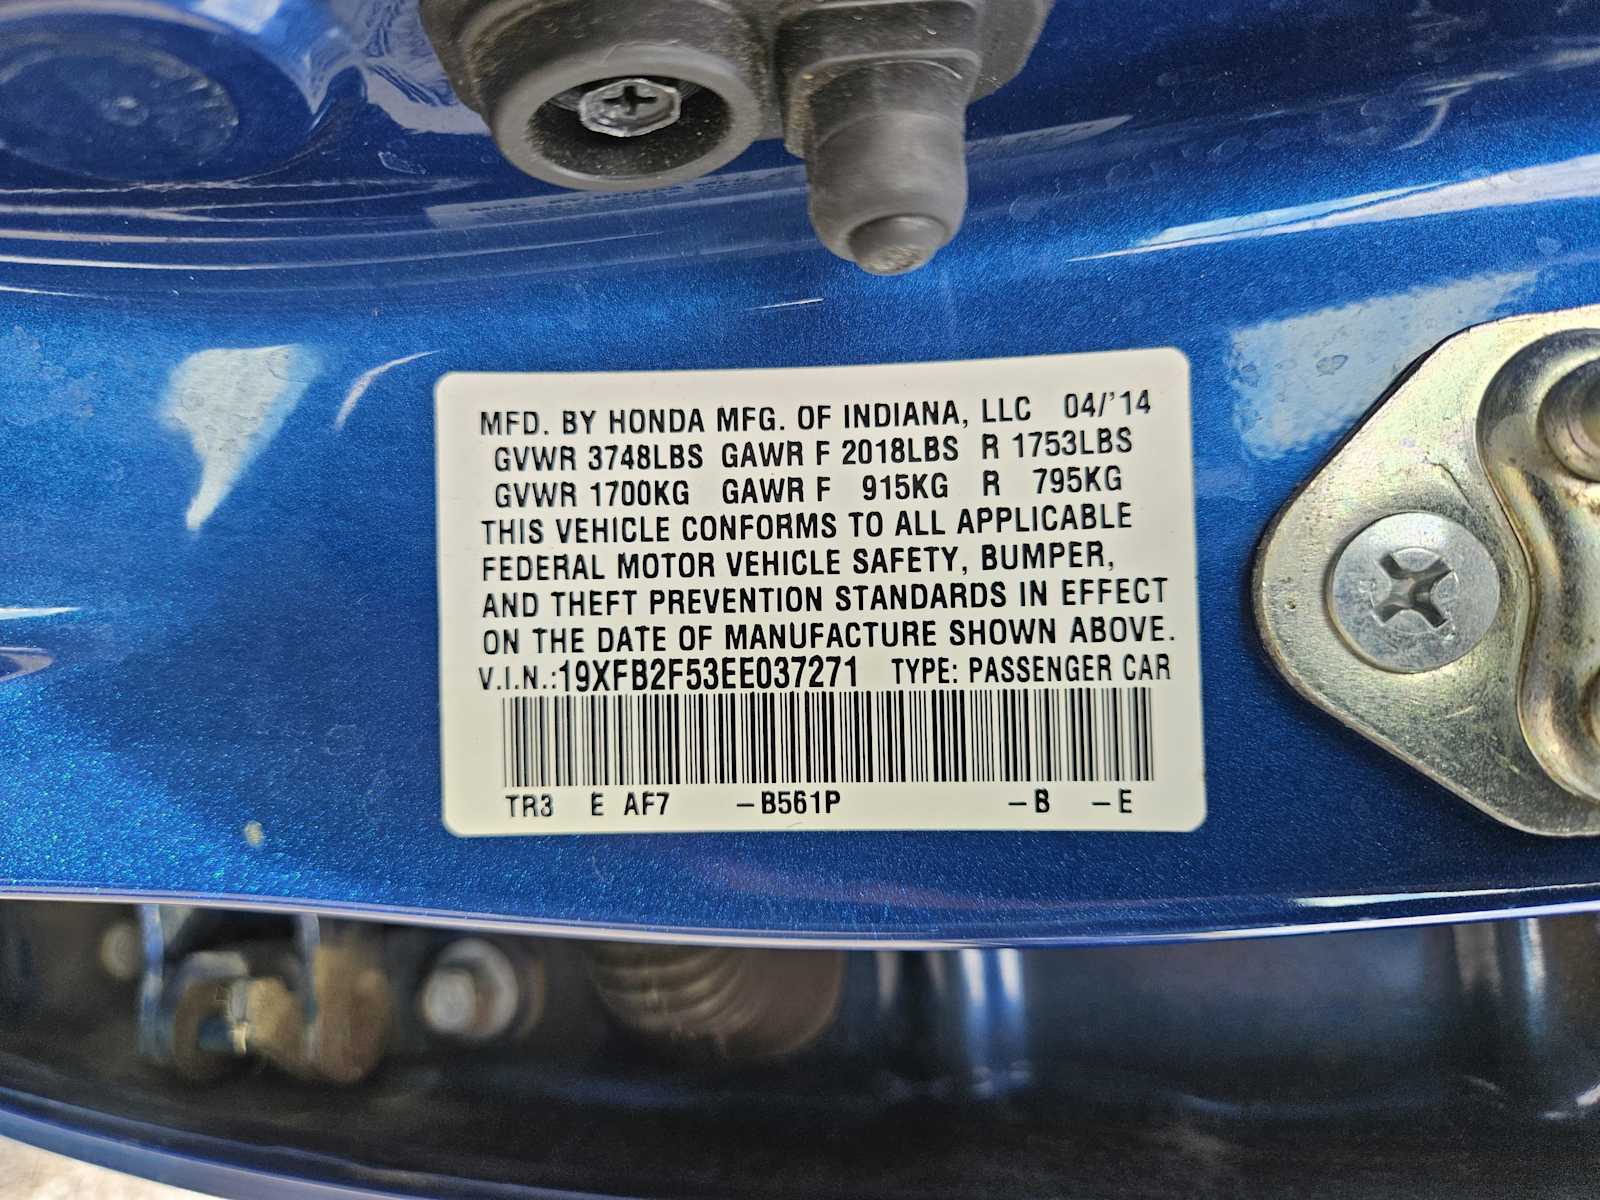 MFD. BY HONDA MFG. OF INDIANA, LLC 04/'14
GVWR 3748LBS GAWR F 2018LBS R 1753LBS
GVWR 1700KG GAWR F 915KG R 795KG
THIS VEHICLE CONFORMS TO ALL APPLICABLE
FEDERAL MOTOR VEHICLE SAFETY, BUMPER,
AND THEFT PREVENTION STANDARDS IN EFFECT
ON THE DATE OF MANUFACTURE SHOWN ABOVE.
V.I.N.:19XFB2F53EE037271 TYPE: PASSENGER CAR
TR3 E AF7 –B561P –B –E